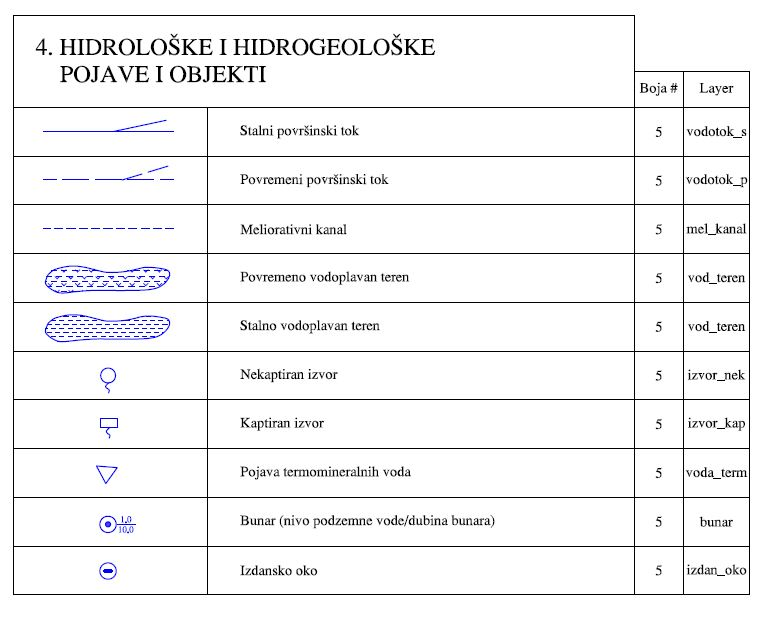 4. HIDROLOŠKE I HIDROGEOLOŠKE
POJAVE I OBJEKTI
Boja # Layer
Stalni površinski tok 5 vodotok_s
Povremeni površinski tok 5 vodotok_p
Meliorativni kanal 5 mel_kanal
Povremeno vodoplavan teren 5 vod_teren
Stalno vodoplavan teren 5 vod_teren
Nekaptiran izvor 5 izvor_nek
Kaptiran izvor 5 izvor_kap
Pojava termomineralnih voda 5 voda_term
1,0
10,0 Bunar (nivo podzemne vode/dubina bunara) 5 bunar
Izdansko oko 5 izdan_oko